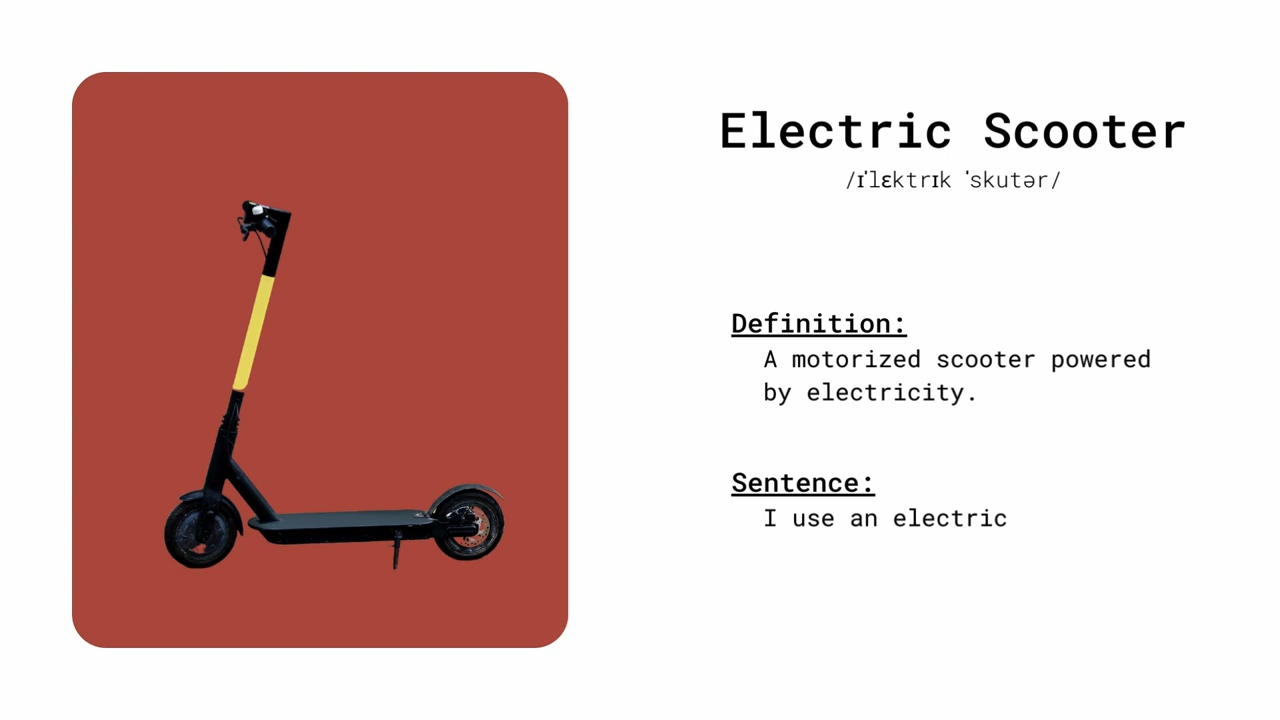 Electric Scooter
/ɪˈlɛktrɪk ˈskutər/
Definition:
A motorized scooter powered
by electricity.
Sentence:
I use an electric